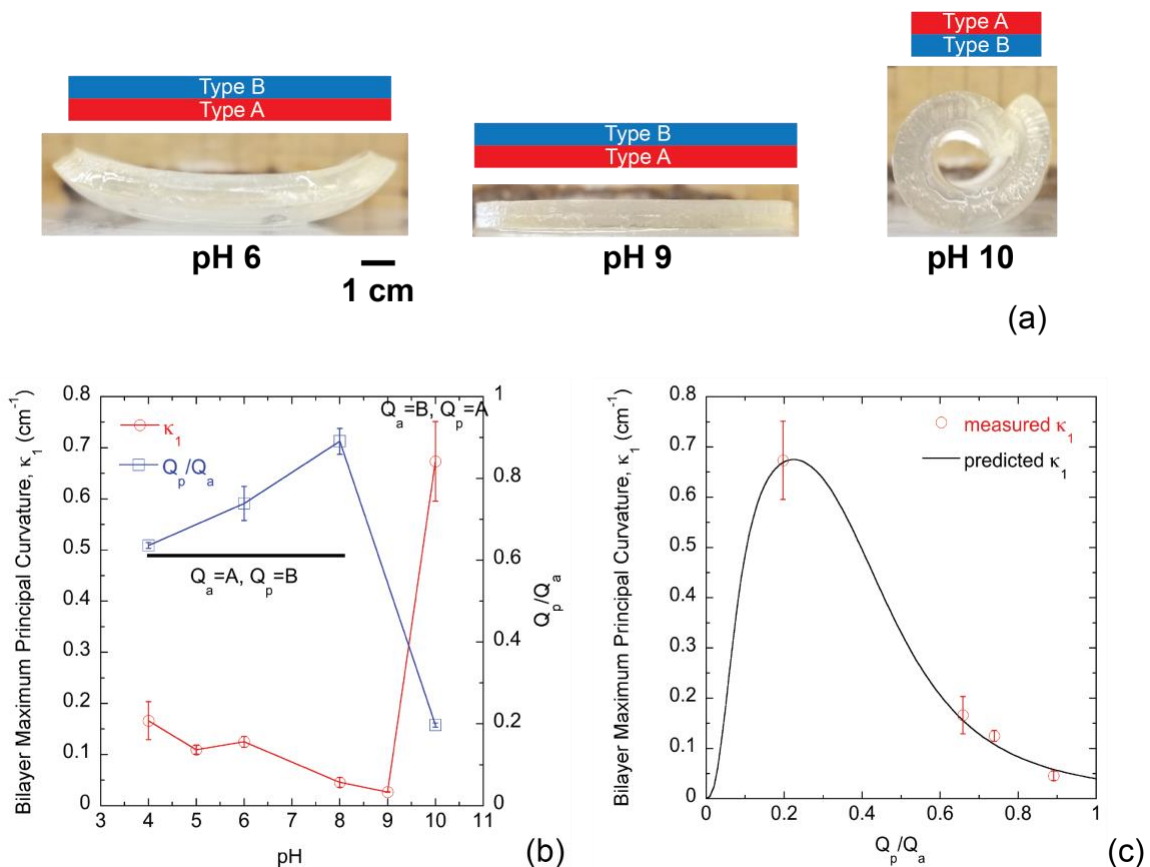 Type B
Type A
pH 6
1 cm
Type B
Type A
pH 9
Type A
Type B
pH 10
(a)
Bilayer Maximum Principal Curvature, κ₁ (cm⁻¹)
0.8
0.7
0.6
0.5
0.4
0.3
0.2
0.1
0
κ₁
Qₚ/Qₐ
Qₐ=B, Qₚ=A
Qₐ=A, Qₚ=B
1
0.8
0.6
0.4
0.2
0
Qₚ/Qₐ
3 4 5 6 7 8 9 10 11
pH
(b)
Bilayer Maximum Principal Curvature, κ₁ (cm⁻¹)
0.8
0.7
0.6
0.5
0.4
0.3
0.2
0.1
0
measured κ₁
predicted κ₁
0.0 0.2 0.4 0.6 0.8 1
Qₚ/Qₐ
(c)